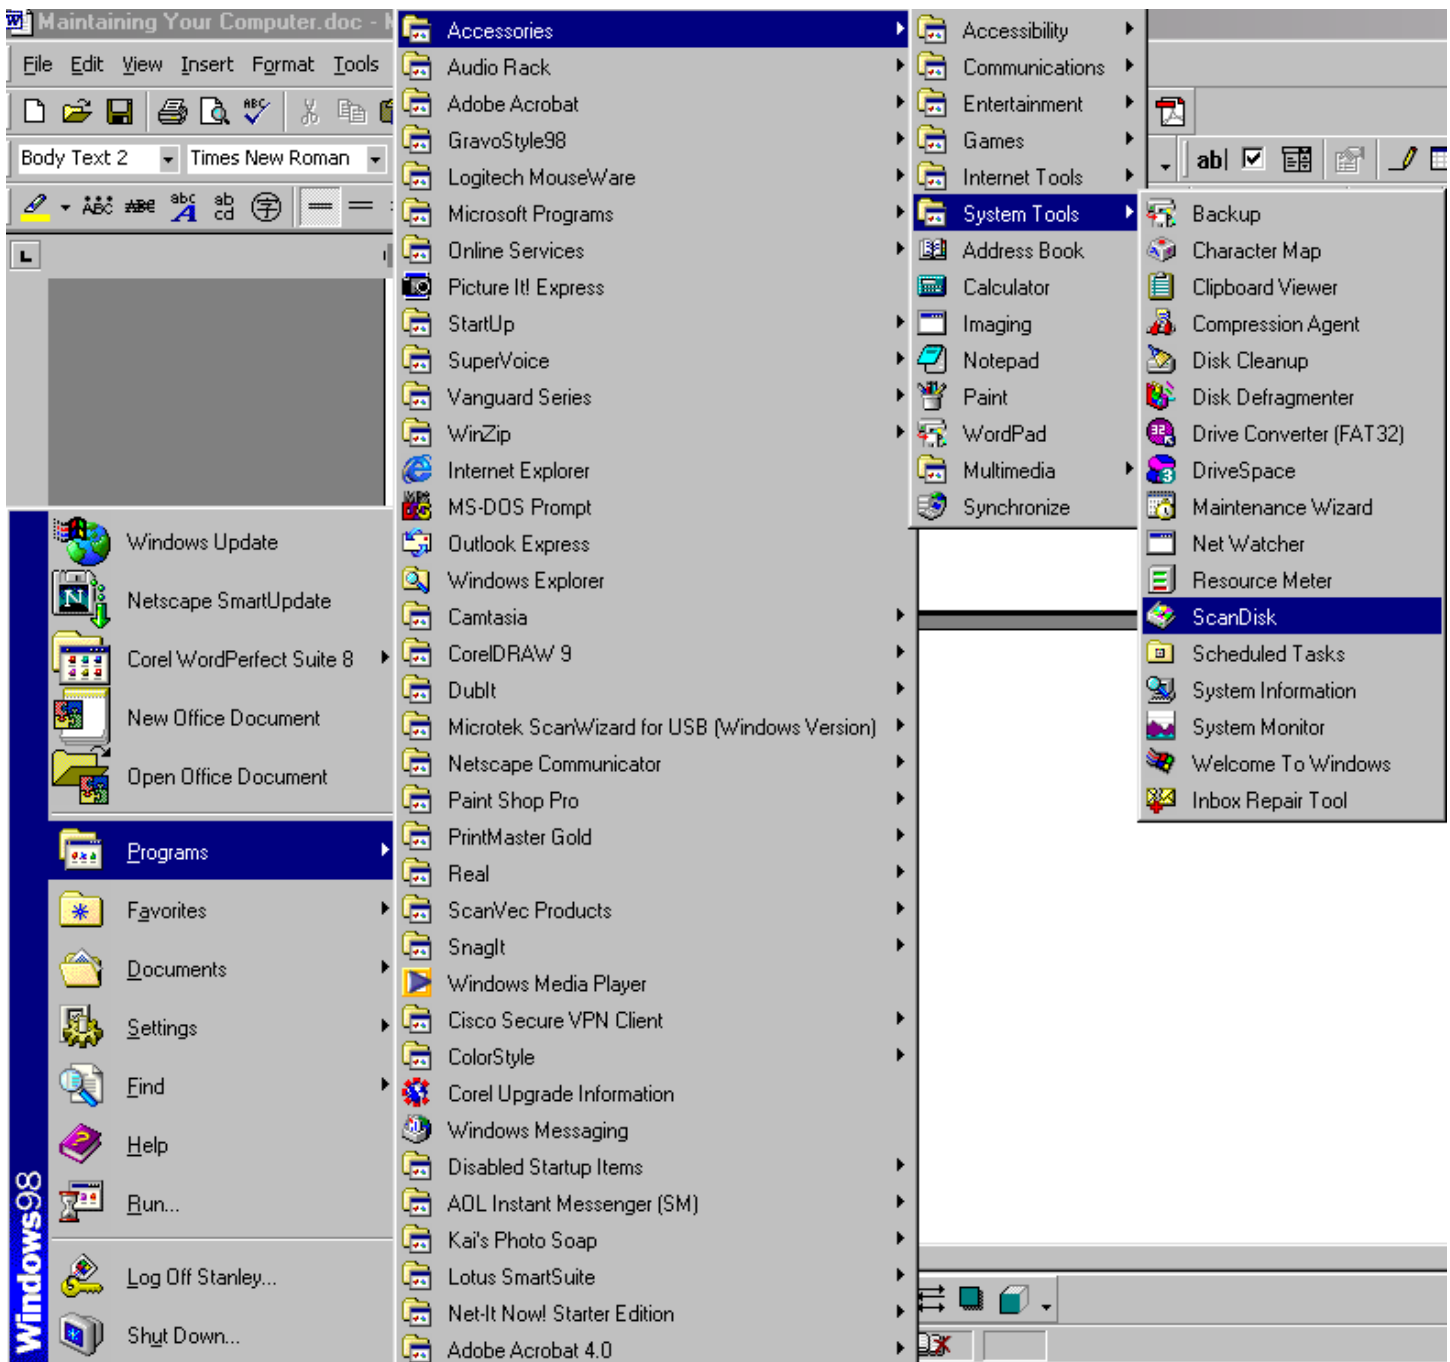 Maintaining Your Computer.doc -
File Edit View Insert Format Tools
Body Text 2 Times New Roman
ab|
Accessories
Audio Rack
Adobe Acrobat
GravoStyle98
Logitech MouseWare
Microsoft Programs
Online Services
Picture It! Express
StartUp
SuperVoice
Vanguard Series
WinZip
Internet Explorer
MS-DOS Prompt
Outlook Express
Windows Explorer
Camtasia
CorelDRAW 9
DubIt
Microtek ScanWizard for USB (Windows Version)
Netscape Communicator
Paint Shop Pro
PrintMaster Gold
Real
ScanVec Products
SnagIt
Windows Media Player
Cisco Secure VPN Client
ColorStyle
Corel Upgrade Information
Windows Messaging
Disabled Startup Items
AOL Instant Messenger (SM)
Kai's Photo Soap
Lotus SmartSuite
Net-It Now! Starter Edition
Adobe Acrobat 4.0
Accessibility
Communications
Entertainment
Games
Internet Tools
System Tools
Address Book
Calculator
Imaging
Notepad
Paint
WordPad
Multimedia
Synchronize
Backup
Character Map
Clipboard Viewer
Compression Agent
Disk Cleanup
Disk Defragmenter
Drive Converter (FAT32)
DriveSpace
Maintenance Wizard
Net Watcher
Resource Meter
ScanDisk
Scheduled Tasks
System Information
System Monitor
Welcome To Windows
Inbox Repair Tool
Windows Update
Netscape SmartUpdate
Corel WordPerfect Suite 8
New Office Document
Open Office Document
Programs
Favorites
Documents
Settings
Find
Help
Run...
Log Off Stanley...
Shut Down...
Windows98